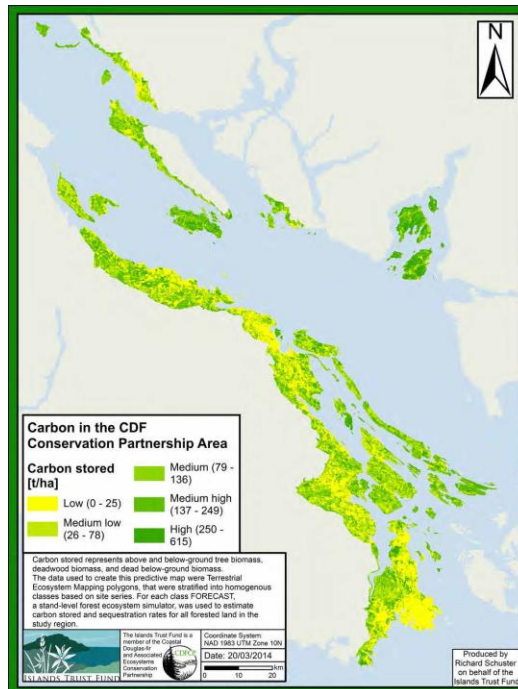 N
Carbon in the CDF
Conservation Partnership Area
Carbon stored
[t/ha]
Low (0 - 25)
Medium low
(26 - 78)
Medium (79 -
136)
Medium high
(137 - 249)
High (250 -
615)
Carbon stored represents above and below-ground tree biomass,
deadwood biomass, and dead below-ground biomass.
The data used to create this predictive map were Terrestrial
Ecosystem Mapping polygons, that were stratified into homogenous
classes based on site series. For each class FORECAST,
a stand-level forest ecosystem simulator, was used to estimate
carbon stored and sequestration rates for all forested land in the
study region.
ISLANDS TRUST FUND
The Islands Trust Fund is a
member of the Coastal
Douglas-fir
and Associated
Ecosystems
Conservation
Partnership
CDFCP
Coordinate System:
NAD 1983 UTM Zone 10N
Date: 20/03/2014
km
0 10 20
Produced by
Richard Schuster
on behalf of the
Islands Trust Fund